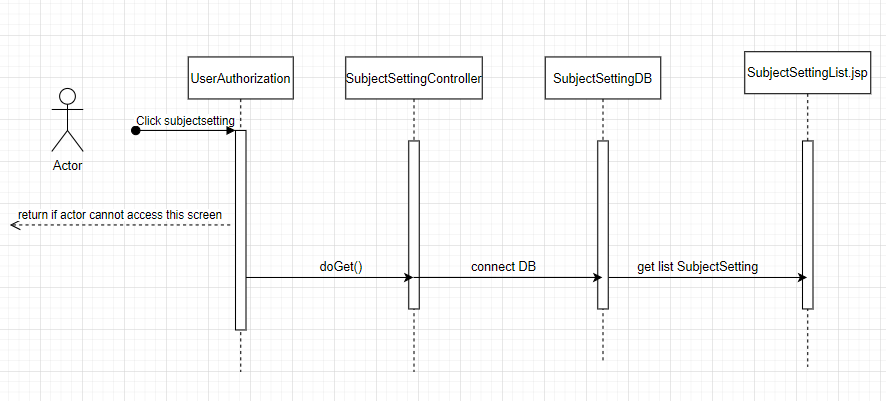 UserAuthorization
SubjectSettingController
SubjectSettingDB
SubjectSettingList.jsp
Click subjectsetting
Actor
return if actor cannot access this screen
doGet()
connect DB
get list SubjectSetting